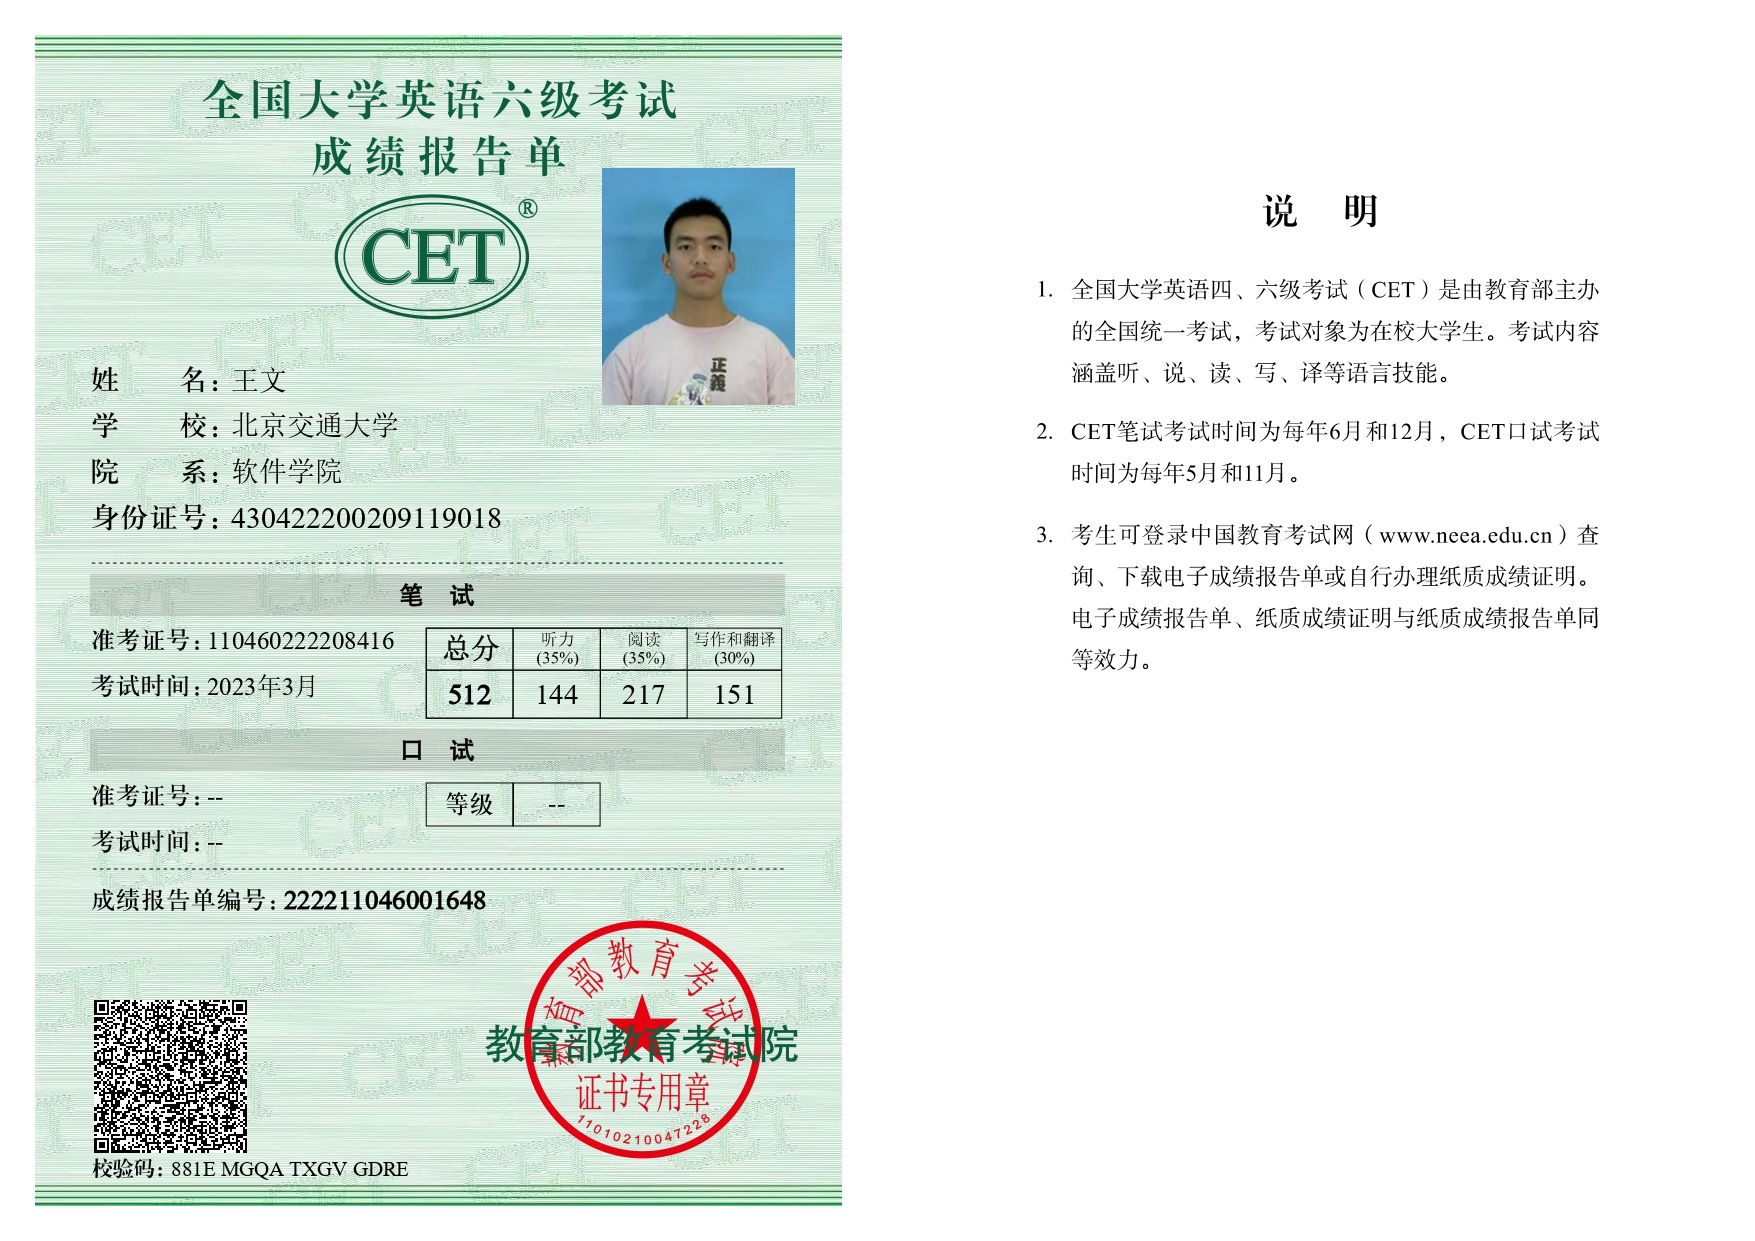 全国大学英语六级考试
成绩报告单
CET®
正義
姓 名：王文
学 校：北京交通大学
院 系：软件学院
身份证号：430422200209119018
笔 试
准考证号：110460222208416
考试时间：2023年3月
总分 听力(35%) 阅读(35%) 写作和翻译(30%)
512 144 217 151
口 试
准考证号：--
等级 --
考试时间：--
成绩报告单编号：222211046001648
教育部教育考试院
教育部教育考试院
证书专用章
11010210047228
校验码：881E MGQA TXGV GDRE
说 明
1. 全国大学英语四、六级考试（CET）是由教育部主办
的全国统一考试，考试对象为在校大学生。考试内容
涵盖听、说、读、写、译等语言技能。
2. CET笔试考试时间为每年6月和12月，CET口试考试
时间为每年5月和11月。
3. 考生可登录中国教育考试网（www.neea.edu.cn）查
询、下载电子成绩报告单或自行办理纸质成绩证明。
电子成绩报告单、纸质成绩证明与纸质成绩报告单同
等效力。